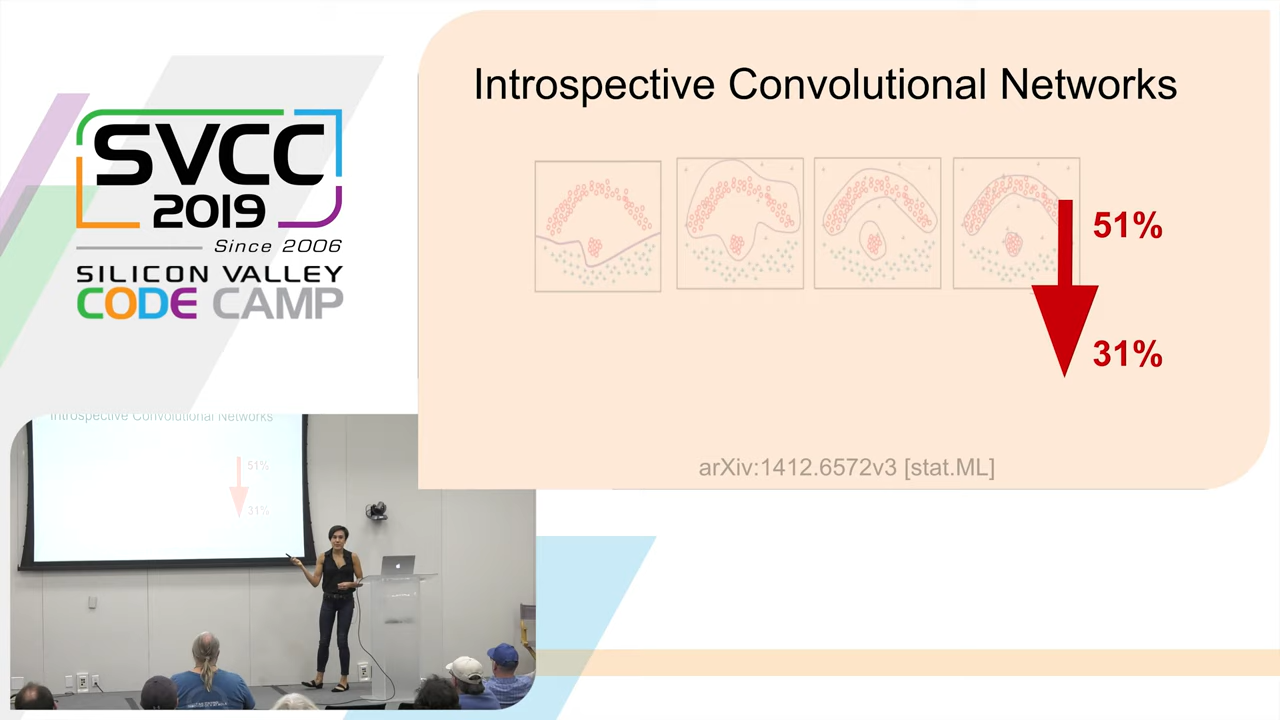 SVCC
2019
Since 2006
SILICON VALLEY
CODE CAMP
Introspective Convolutional Networks
51%
31%
arXiv:1412.6572v3 [stat.ML]
Introspective Convolutional Networks
51%
31%